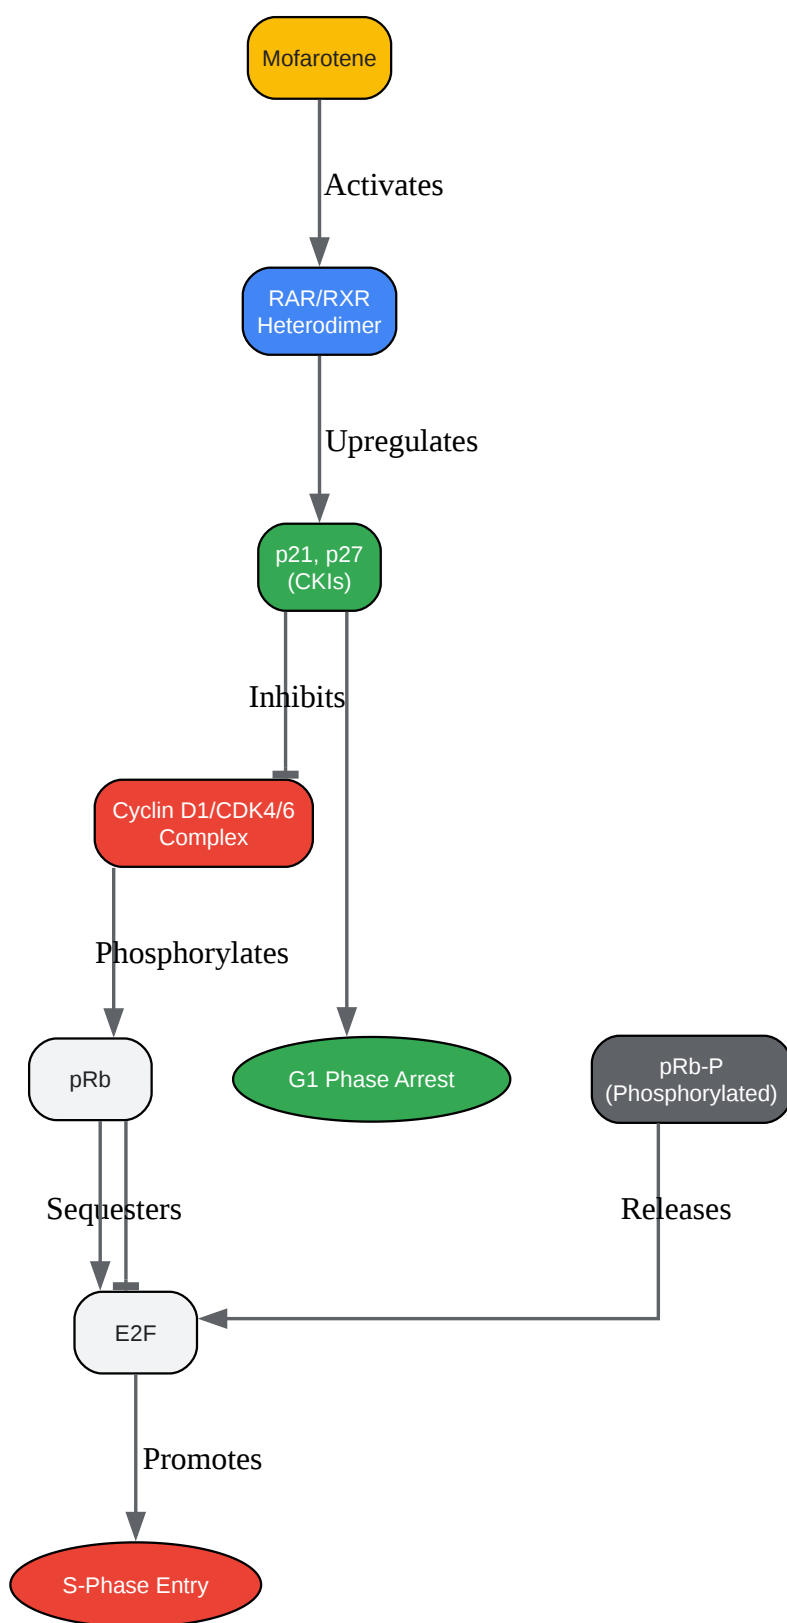 Mofarotene
Activates
RAR/RXR
Heterodimer
Upregulates
p21, p27
(CKIs)
Inhibits
Cyclin D1/CDK4/6
Complex
Phosphorylates
pRb
G1 Phase Arrest
pRb-P
(Phosphorylated)
Sequesters
Releases
E2F
Promotes
S-Phase Entry